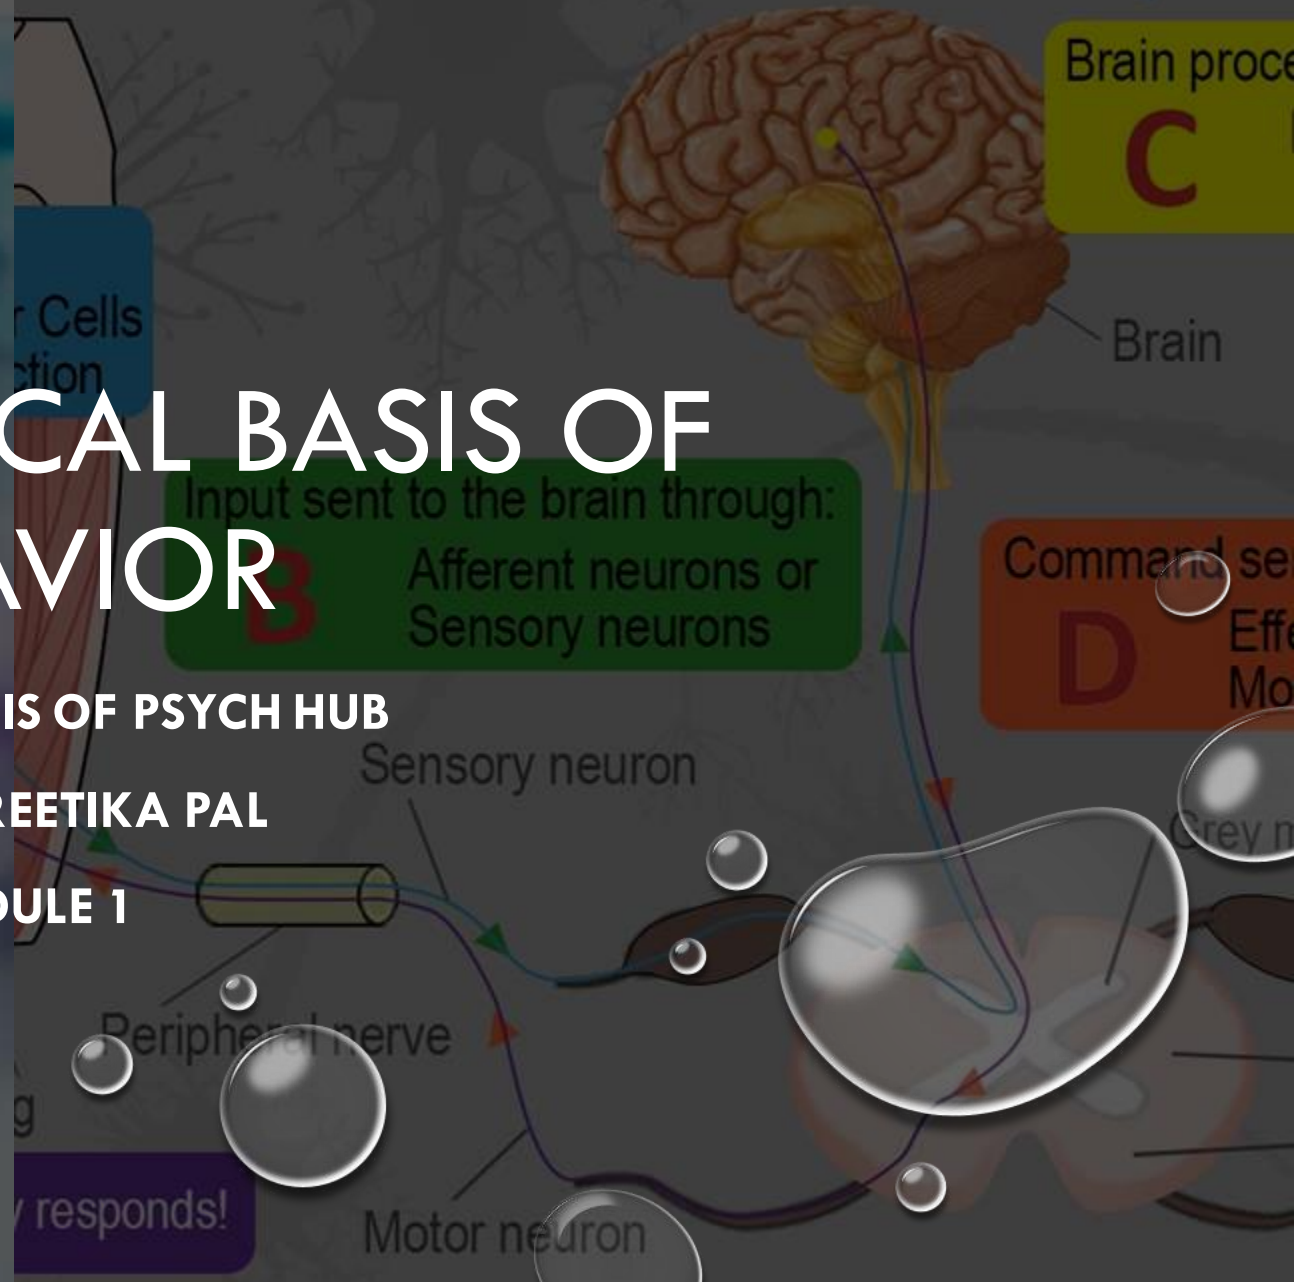 Brain proce
C
r Cells
ction
Brain
CAL BASIS OF
AVIOR
Input sent to the brain through:
B
Afferent neurons or
Sensory neurons
Command se
D
Effe
Mo
IS OF PSYCH HUB
REETIKA PAL
DULE 1
Sensory neuron
Grey m
Peripheral nerve
g
y responds!
Motor neuron